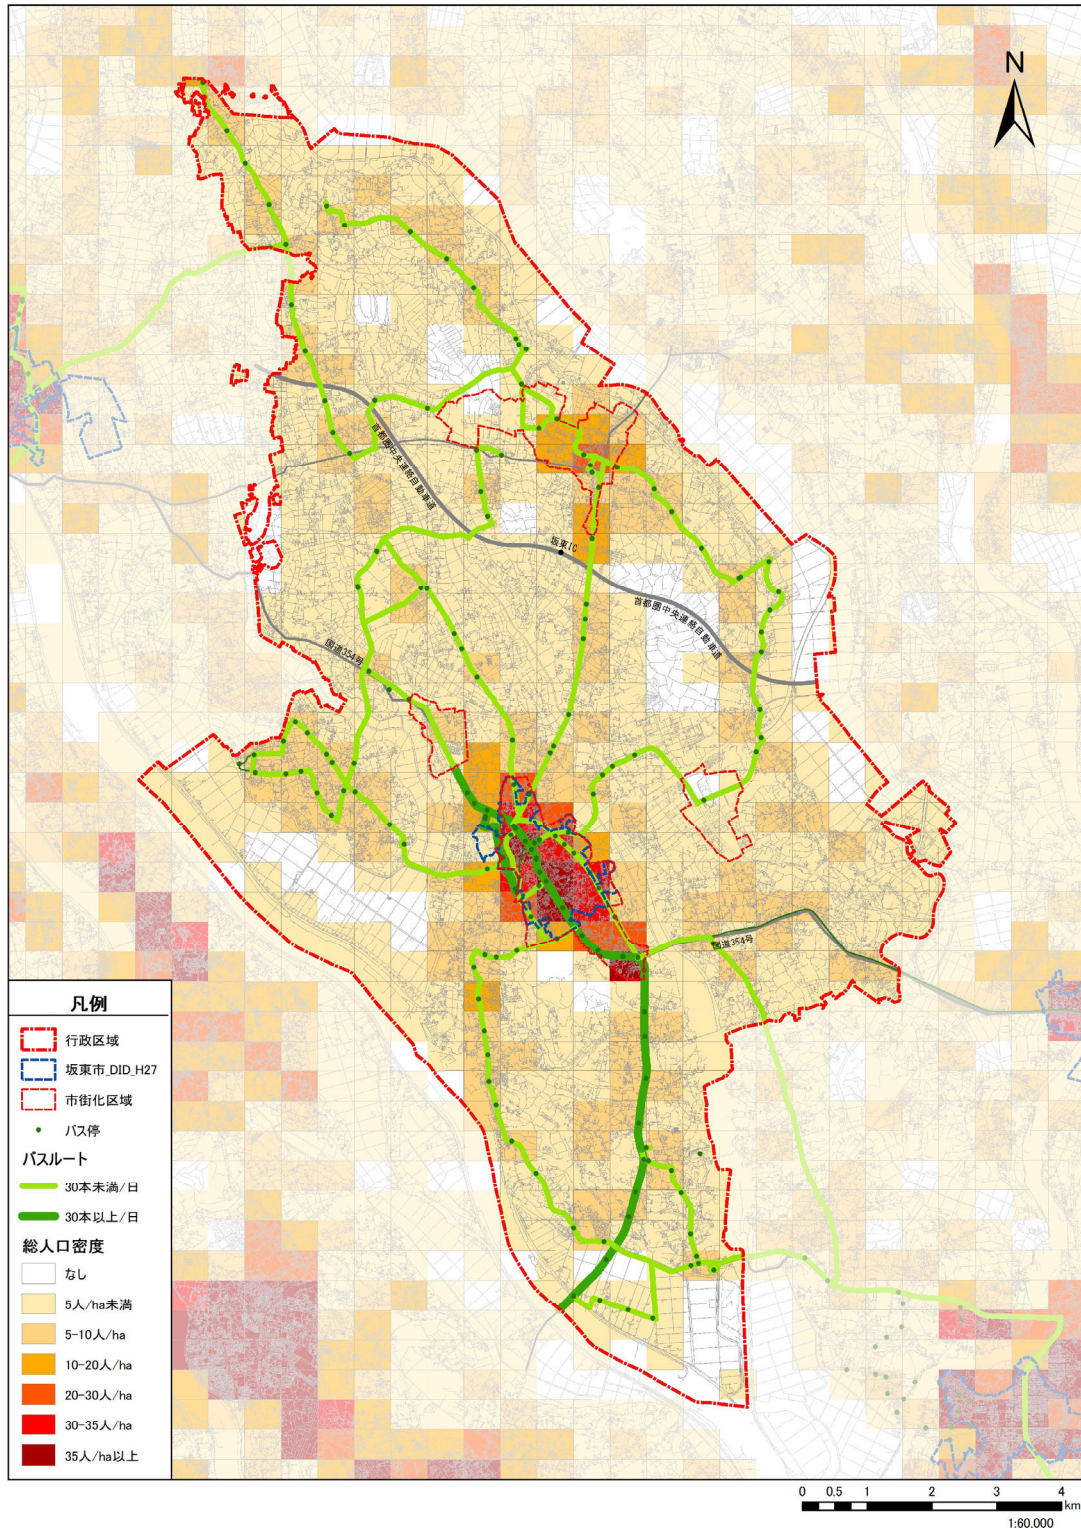 N
首都圏中央連絡自動車道
坂東IC
首都圏中央連絡自動車道
国道354号
国道354号
凡例
行政区域
坂東市_DID_H27
市街化区域
バス停
バスルート
30本未満/日
30本以上/日
総人口密度
なし
5人/ha未満
5-10人/ha
10-20人/ha
20-30人/ha
30-35人/ha
35人/ha以上
0 0.5 1 2 3 4
km
1:60,000